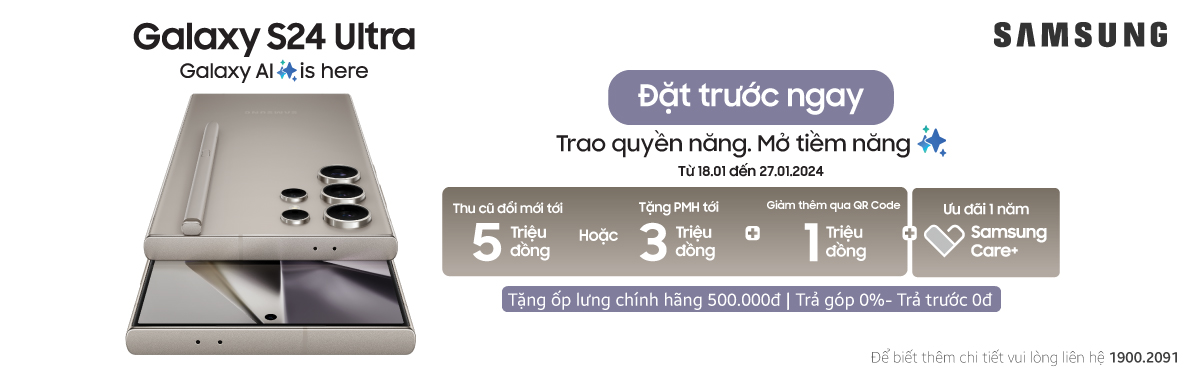 Galaxy S24 Ultra
Galaxy AI is here
SAMSUNG
Đặt trước ngay
Trao quyền năng. Mở tiềm năng
Từ 18.01 đến 27.01.2024
Thu cũ đổi mới tới
5 Triệu đồng
Hoặc
Tặng PMH tới
3 Triệu đồng
Giảm thêm qua QR Code
1 Triệu đồng
Ưu đãi 1 năm
Samsung
Care+
Tặng ốp lưng chính hãng 500.000đ | Trả góp 0%- Trả trước 0đ
Để biết thêm chi tiết vui lòng liên hệ 1900.2091